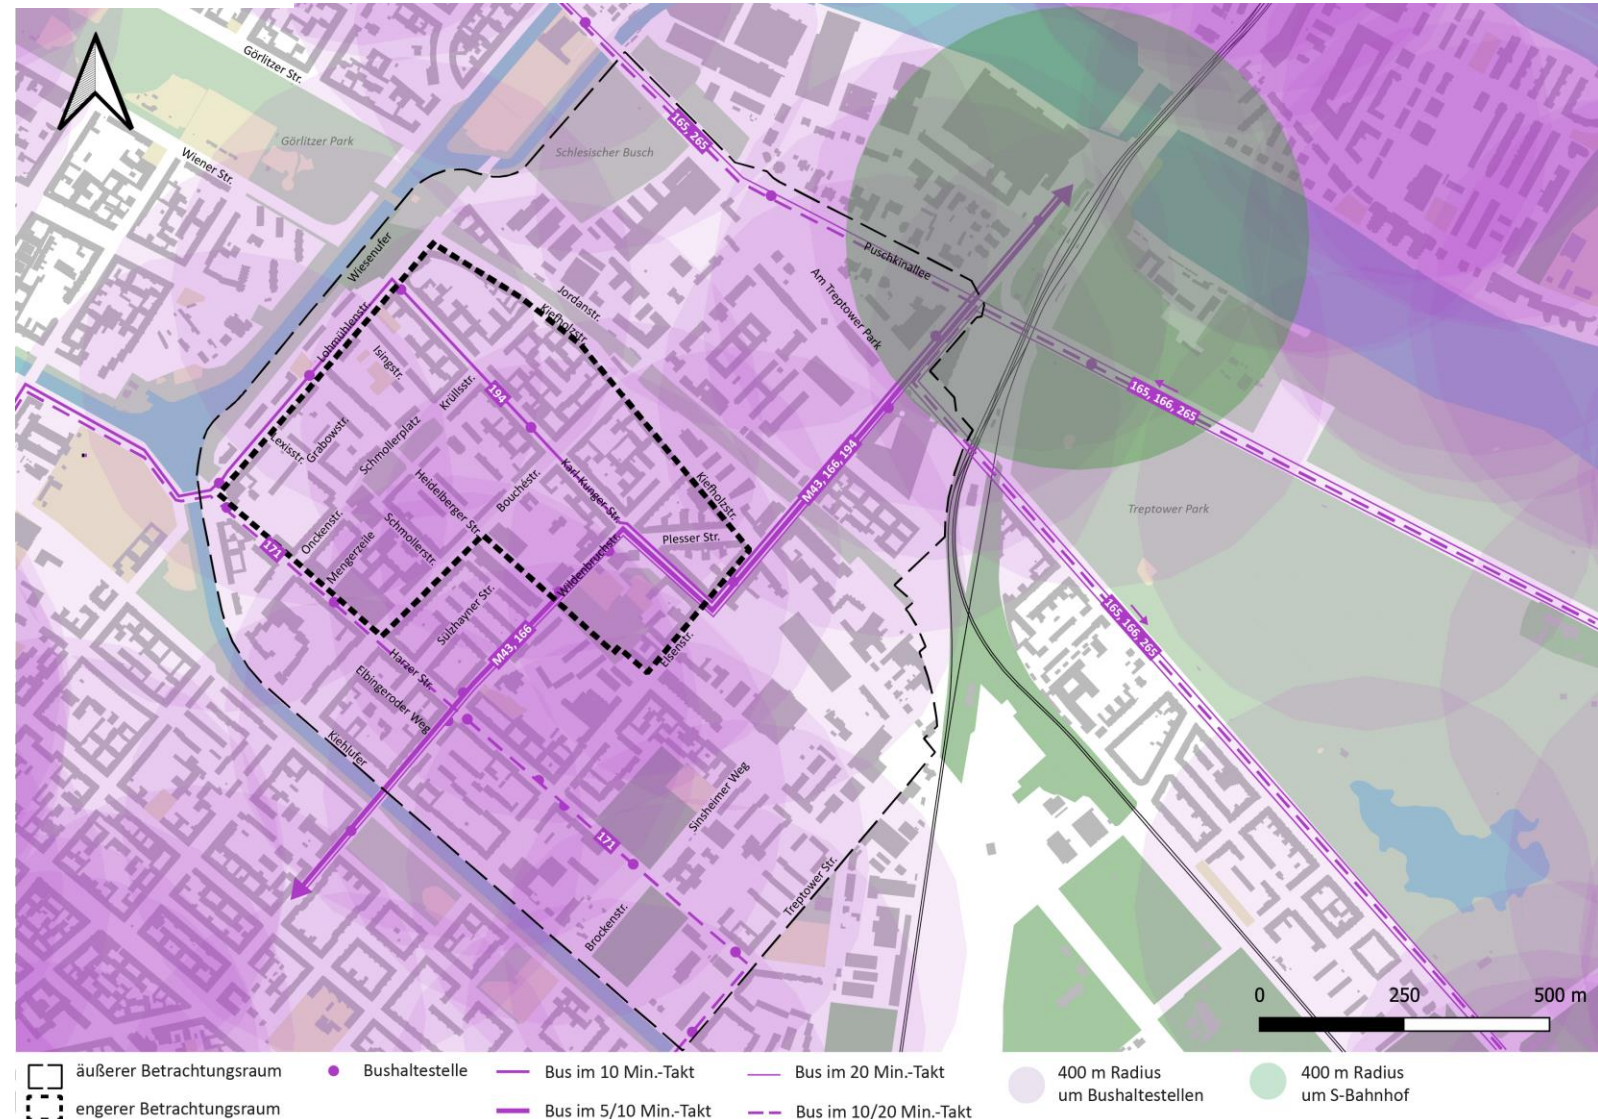 Görlitzer Str.
Görlitzer Park
Wiener Str.
Schlesischer Busch
165, 265
Wiesenufer
Puschkinallee
Am Treptower Park
Jordanstr.
Kiefholzstr.
Lohmühlenstr.
Isingstr.
Krüllsstr.
194
165, 166, 265
Lexisstr.
Grabowstr.
Schmollerplatz
M43, 166, 194
Heidelberger Str.
Bouchéstr.
Karl-Kunger-Str.
Kiefholzstr.
Treptower Park
Onckenstr.
Mengerzeile
Schmollerstr.
171
Plesser Str.
Wildenbruchstr.
Sülzhayner Str.
165, 166, 265
M43, 166
Elsenstr.
Harzer Str.
Elbingeroder Weg
Kiehlufer
Sinsheimer Weg
171
Treptower Str.
Brockenstr.
0 250 500 m
äußerer Betrachtungsraum
engerer Betrachtungsraum
Bushaltestelle
Bus im 10 Min.-Takt
Bus im 5/10 Min.-Takt
Bus im 20 Min.-Takt
Bus im 10/20 Min.-Takt
400 m Radius
um Bushaltestellen
400 m Radius
um S-Bahnhof